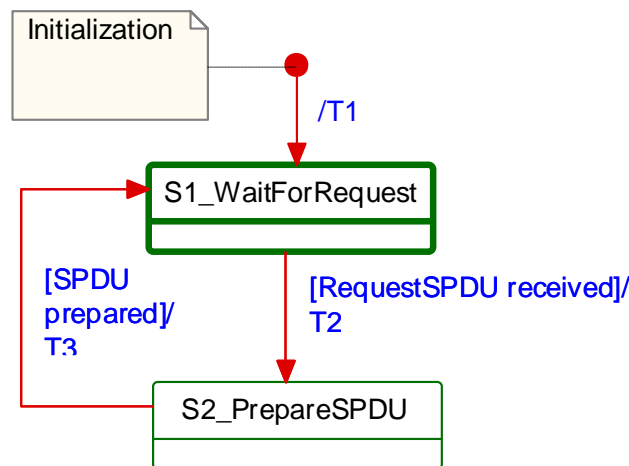 Initialization
/T1
S1_WaitForRequest
[SPDU
prepared]/
T3
[RequestSPDU received]/
T2
S2_PrepareSPDU